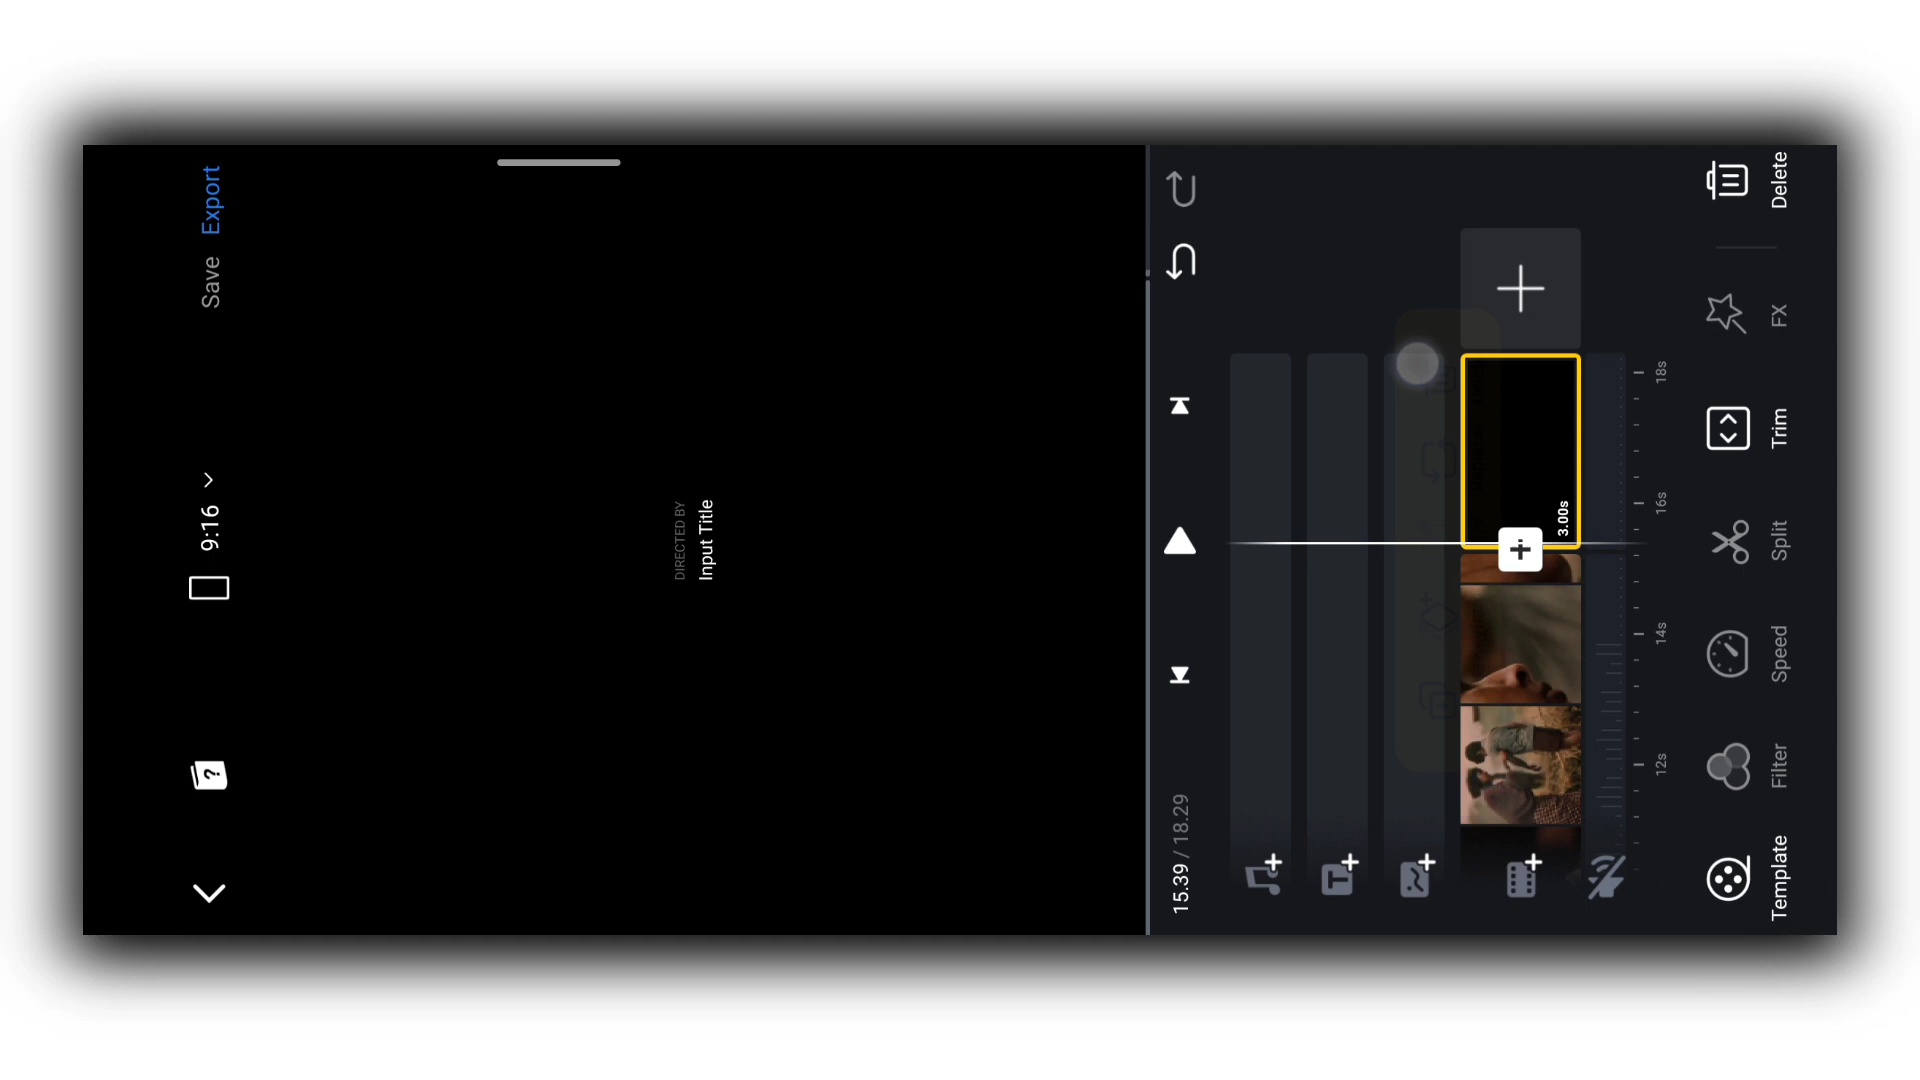 9:16
Save
Export
DIRECTED BY
Input Title
15.39 / 18.29
3.00s
12s
14s
16s
18s
Template
Filter
Speed
Split
Trim
FX
Delete